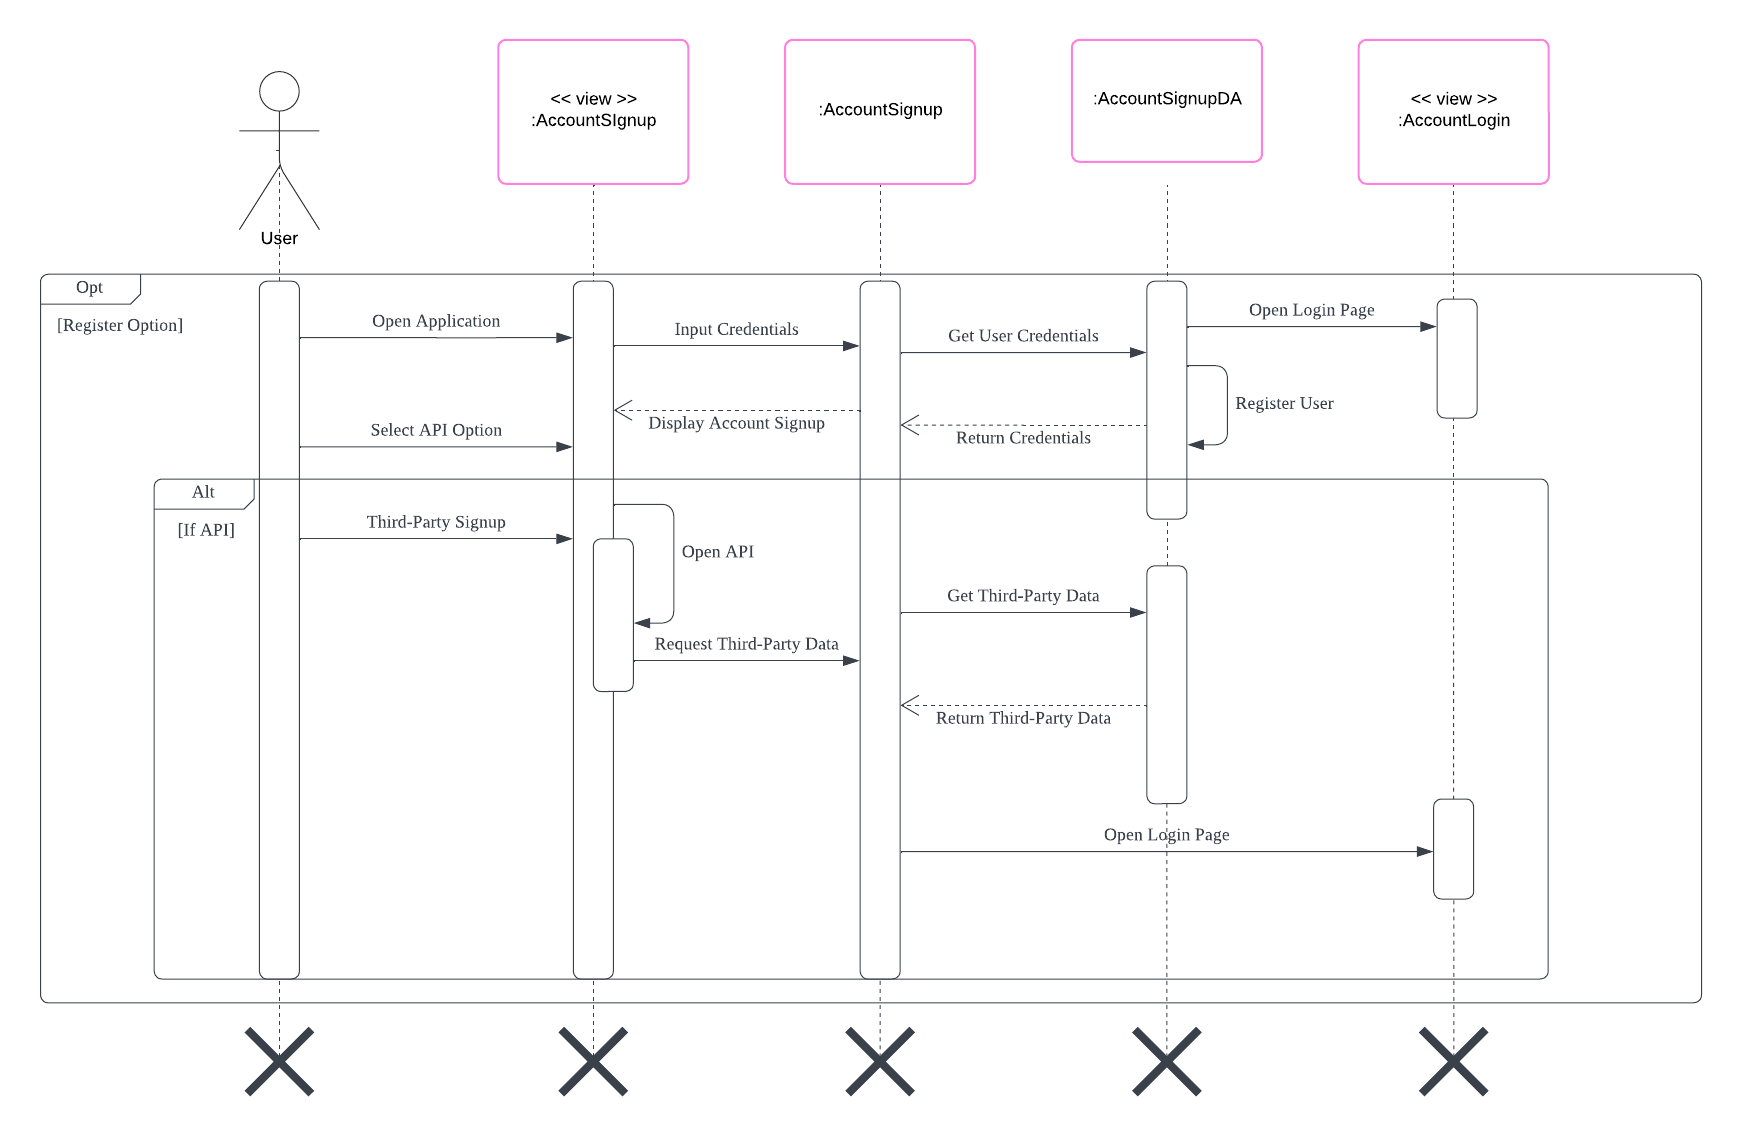 << view >>
:AccountSIgnup
:AccountSignup
:AccountSignupDA
<< view >>
:AccountLogin
User
Opt
[Register Option]
Open Application
Input Credentials
Get User Credentials
Open Login Page
Register User
Display Account Signup
Return Credentials
Select API Option
Alt
[If API]
Third-Party Signup
Open API
Get Third-Party Data
Request Third-Party Data
Return Third-Party Data
Open Login Page